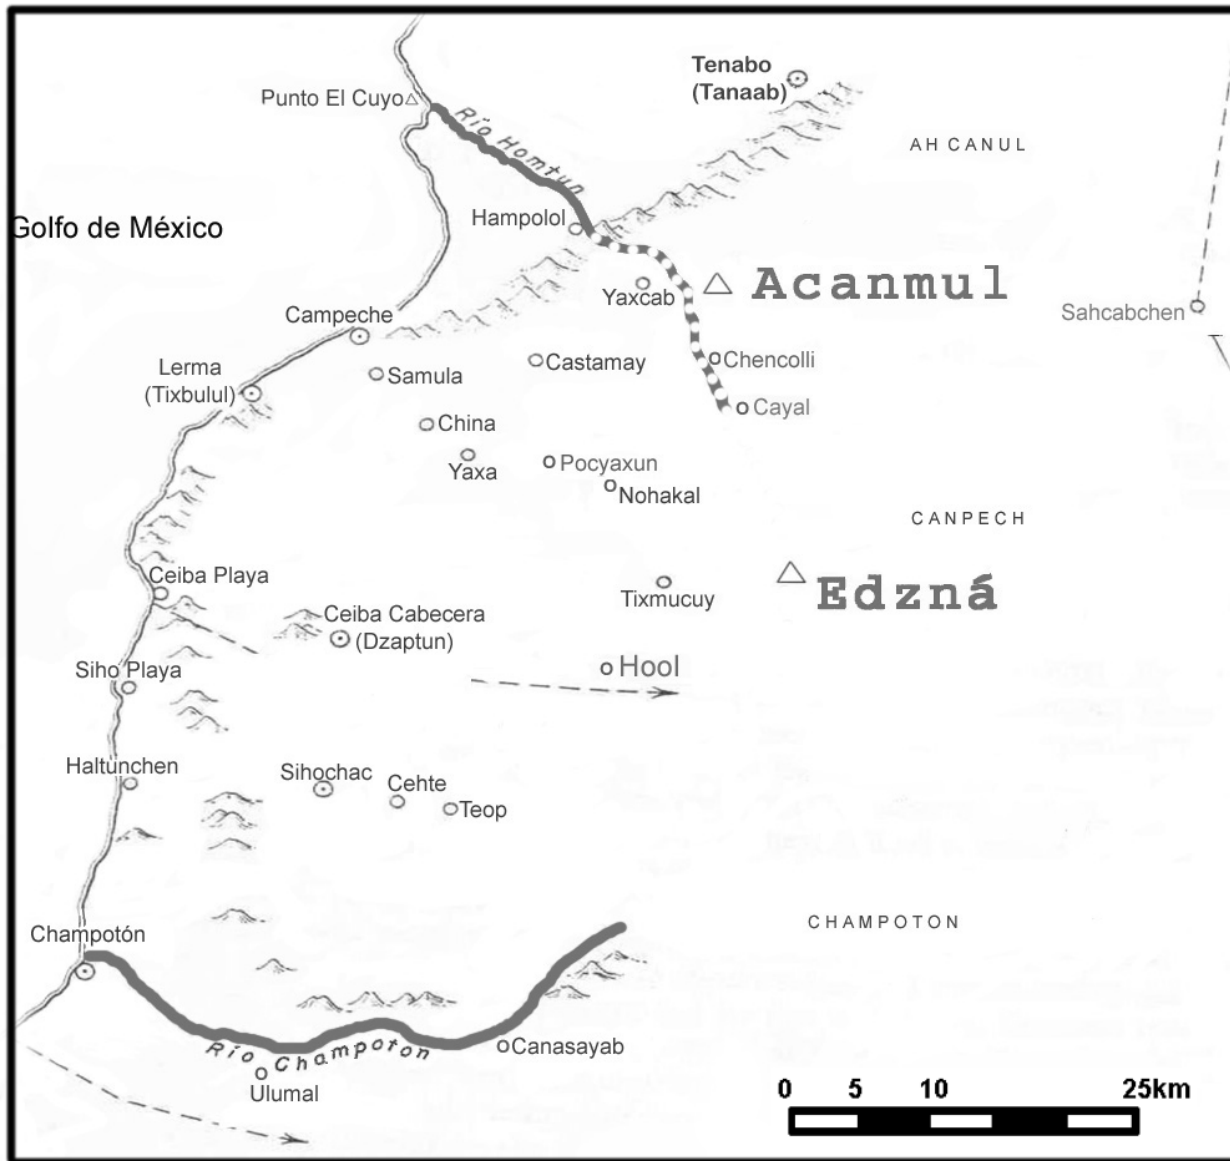 Tenabo
(Tanaab)
Punto El Cuyo
Río Homtun
AH CANUL
Hampolol
Golfo de México
Acanmul
Yaxcab
Sahcabchen
Campeche
Chencolli
Castamay
Lerma
(Tixbulul)
Samula
Cayal
China
Yaxa
Pocyaxun
Nohakal
CANPECH
Ceiba Playa
Edzná
Tixmucuy
Ceiba Cabecera
(Dzaptun)
Siho Playa
Hool
Haltunchen
Sihochac
Cehte
Teop
CHAMPOTON
Champotón
Río Champoton
Canasayab
Ulumal
0 5 10 25km